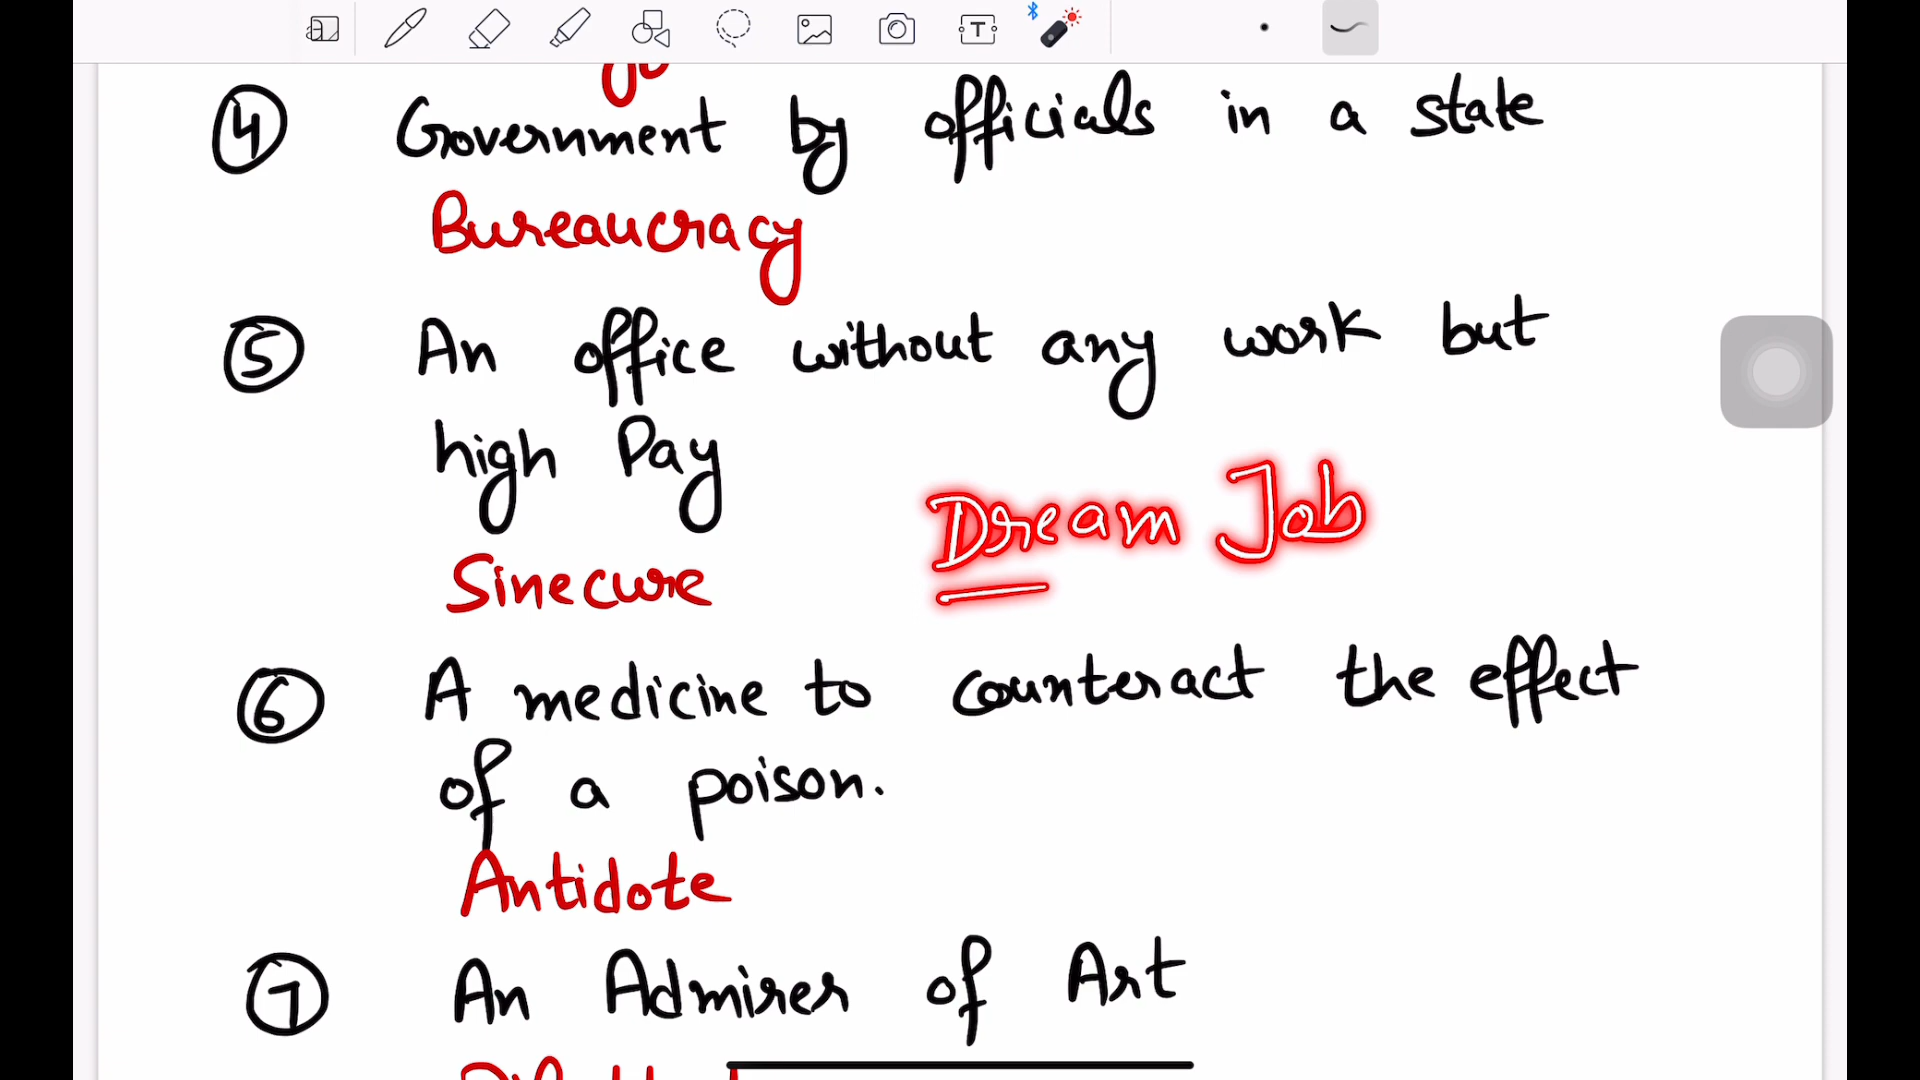 ④ Government by officials in a state
Bureaucracy
⑤ An office without any work but
high Pay
Dream Job
Sinecure
⑥ A medicine to counteract the effect
of a poison.
Antidote
⑦ An Admirer of Art